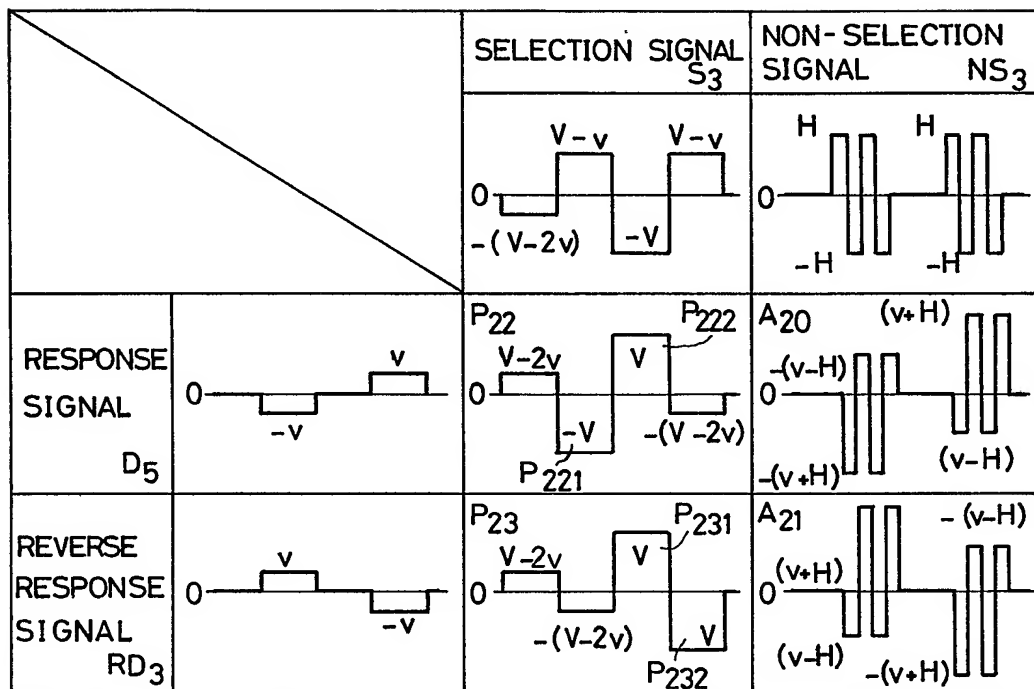 SELECTION SIGNAL S3
NON-SELECTION
SIGNAL NS3
V-v V-v
0
-(V-2v) -V
H H
0
-H -H
RESPONSE
SIGNAL
D5
v
0
-v
P22 P222
V-2v V
0
-V -(V-2v)
P221
A20 (v+H)
-(v-H)
0
-(v+H) (v-H)
REVERSE
RESPONSE
SIGNAL
RD3
v
0
-v
P23 P231
V-2v V
0
-(V-2v) V
P232
A21 -(v-H)
(v+H)
0
(v-H) -(v+H)